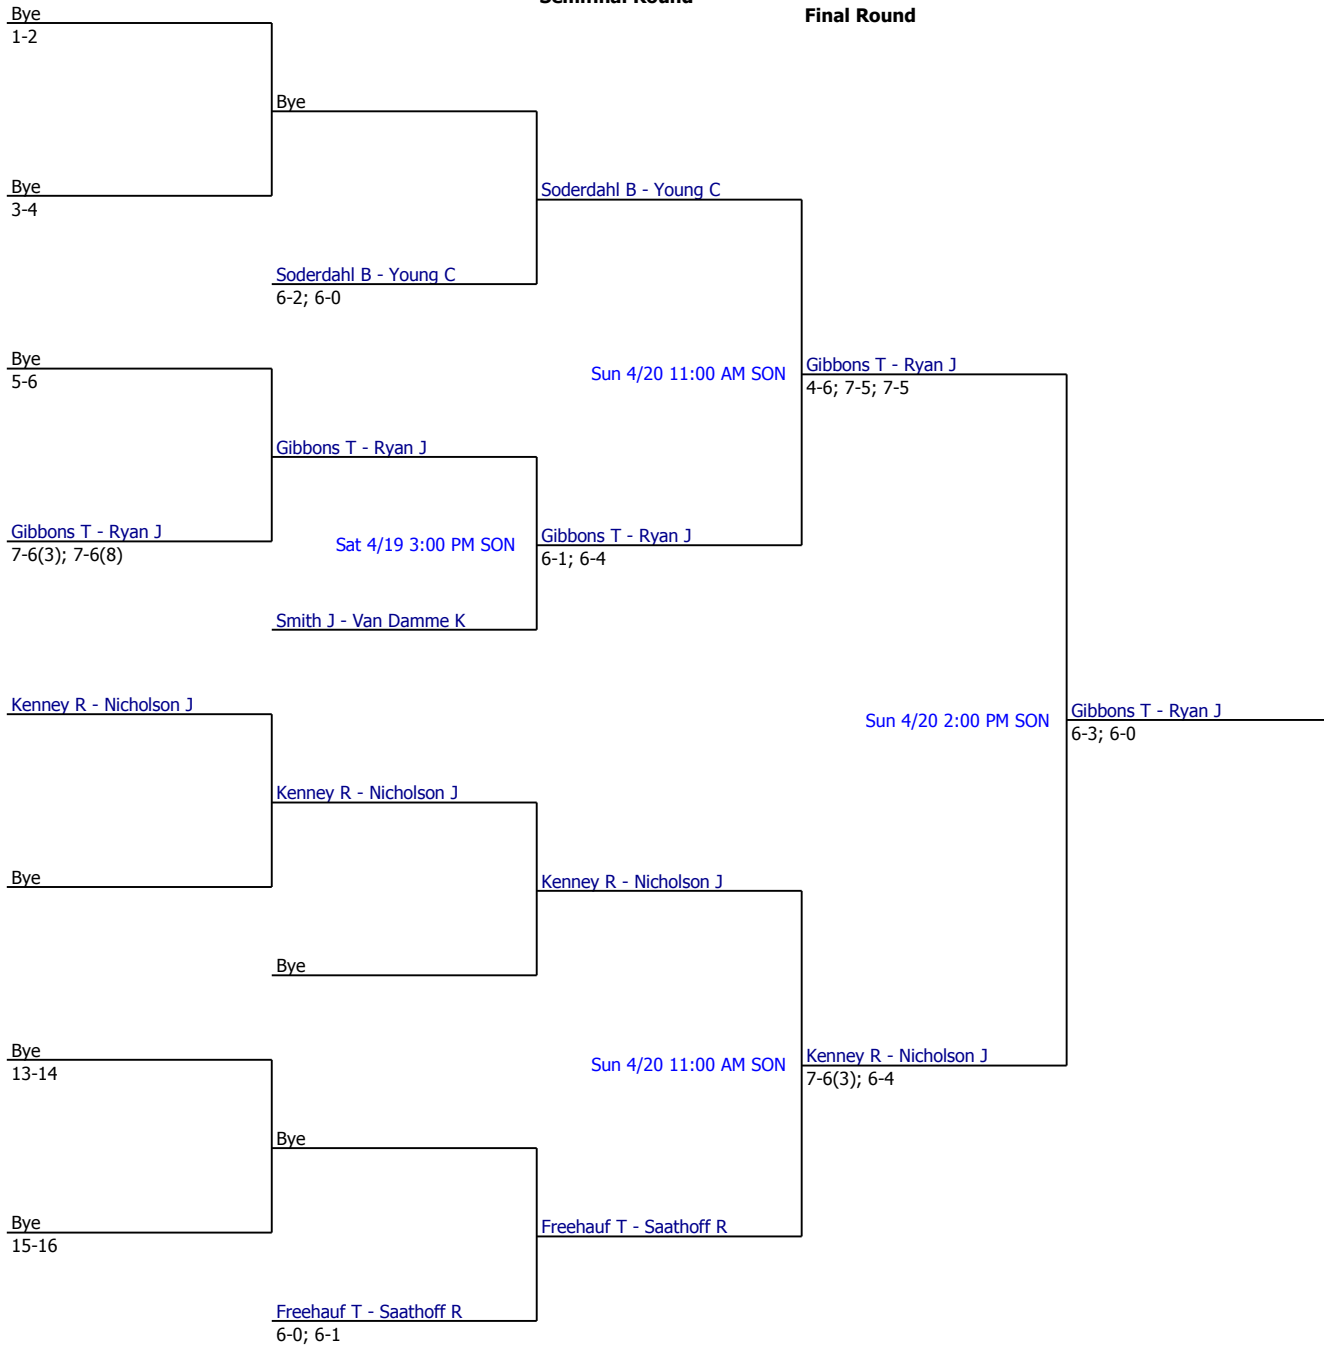 Semifinal Round
Final Round
Bye
1-2
Bye
Bye
3-4
Soderdahl B - Young C
Soderdahl B - Young C
6-2; 6-0
Bye
5-6
Sun 4/20 11:00 AM SON
Gibbons T - Ryan J
4-6; 7-5; 7-5
Gibbons T - Ryan J
Gibbons T - Ryan J
7-6(3); 7-6(8)
Sat 4/19 3:00 PM SON
Gibbons T - Ryan J
6-1; 6-4
Smith J - Van Damme K
Kenney R - Nicholson J
Sun 4/20 2:00 PM SON
Gibbons T - Ryan J
6-3; 6-0
Kenney R - Nicholson J
Bye
Kenney R - Nicholson J
Bye
Bye
13-14
Sun 4/20 11:00 AM SON
Kenney R - Nicholson J
7-6(3); 6-4
Bye
Bye
15-16
Freehauf T - Saathoff R
Freehauf T - Saathoff R
6-0; 6-1